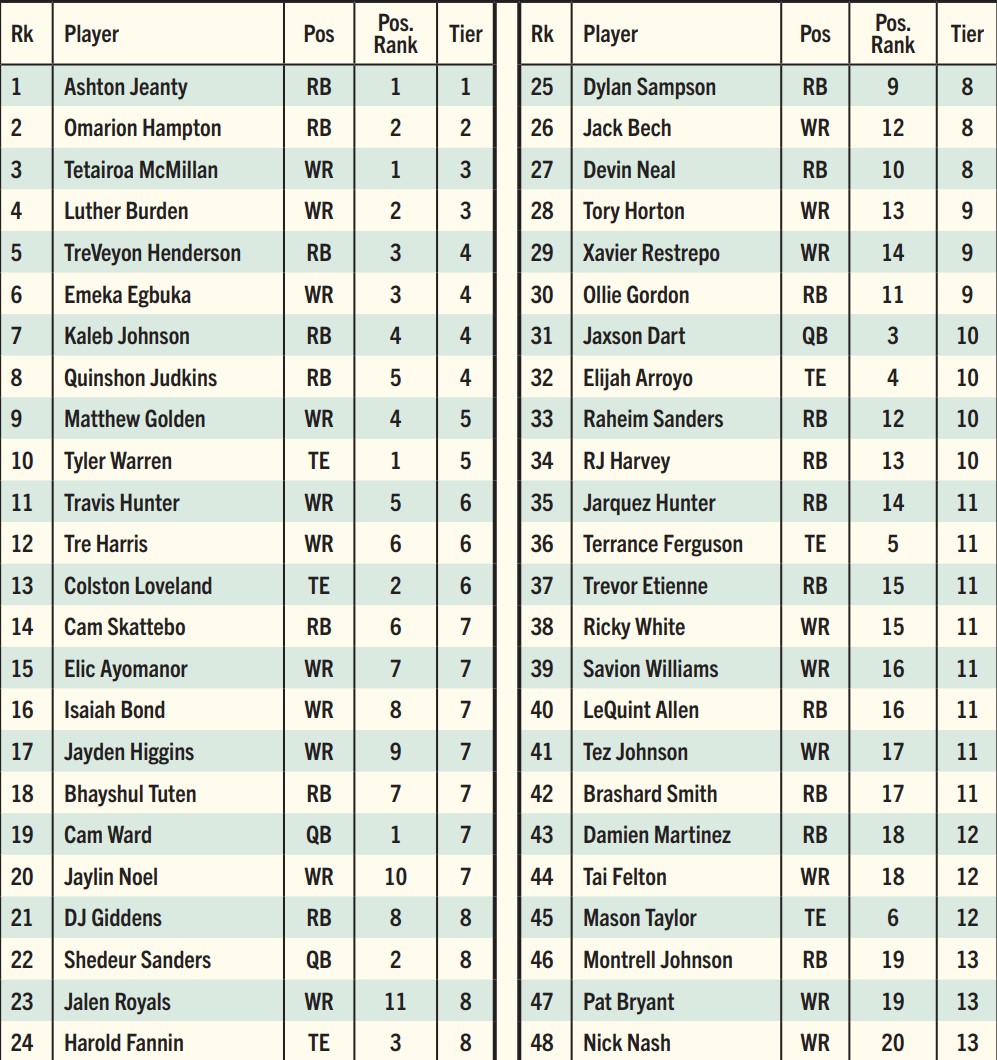 Rk Player Pos Pos. Rank Tier
1 Ashton Jeanty RB 1 1
2 Omarion Hampton RB 2 2
3 Tetairoa McMillan WR 1 3
4 Luther Burden WR 2 3
5 TreVeyon Henderson RB 3 4
6 Emeka Egbuka WR 3 4
7 Kaleb Johnson RB 4 4
8 Quinshon Judkins RB 5 4
9 Matthew Golden WR 4 5
10 Tyler Warren TE 1 5
11 Travis Hunter WR 5 6
12 Tre Harris WR 6 6
13 Colston Loveland TE 2 6
14 Cam Skattebo RB 6 7
15 Elic Ayomanor WR 7 7
16 Isaiah Bond WR 8 7
17 Jayden Higgins WR 9 7
18 Bhayshul Tuten RB 7 7
19 Cam Ward QB 1 7
20 Jaylin Noel WR 10 7
21 DJ Giddens RB 8 8
22 Shedeur Sanders QB 2 8
23 Jalen Royals WR 11 8
24 Harold Fannin TE 3 8
Rk Player Pos Pos. Rank Tier
25 Dylan Sampson RB 9 8
26 Jack Bech WR 12 8
27 Devin Neal RB 10 8
28 Tory Horton WR 13 9
29 Xavier Restrepo WR 14 9
30 Ollie Gordon RB 11 9
31 Jaxson Dart QB 3 10
32 Elijah Arroyo TE 4 10
33 Raheim Sanders RB 12 10
34 RJ Harvey RB 13 10
35 Jarquez Hunter RB 14 11
36 Terrance Ferguson TE 5 11
37 Trevor Etienne RB 15 11
38 Ricky White WR 15 11
39 Savion Williams WR 16 11
40 LeQuint Allen RB 16 11
41 Tez Johnson WR 17 11
42 Brashard Smith RB 17 11
43 Damien Martinez RB 18 12
44 Tai Felton WR 18 12
45 Mason Taylor TE 6 12
46 Montrell Johnson RB 19 13
47 Pat Bryant WR 19 13
48 Nick Nash WR 20 13